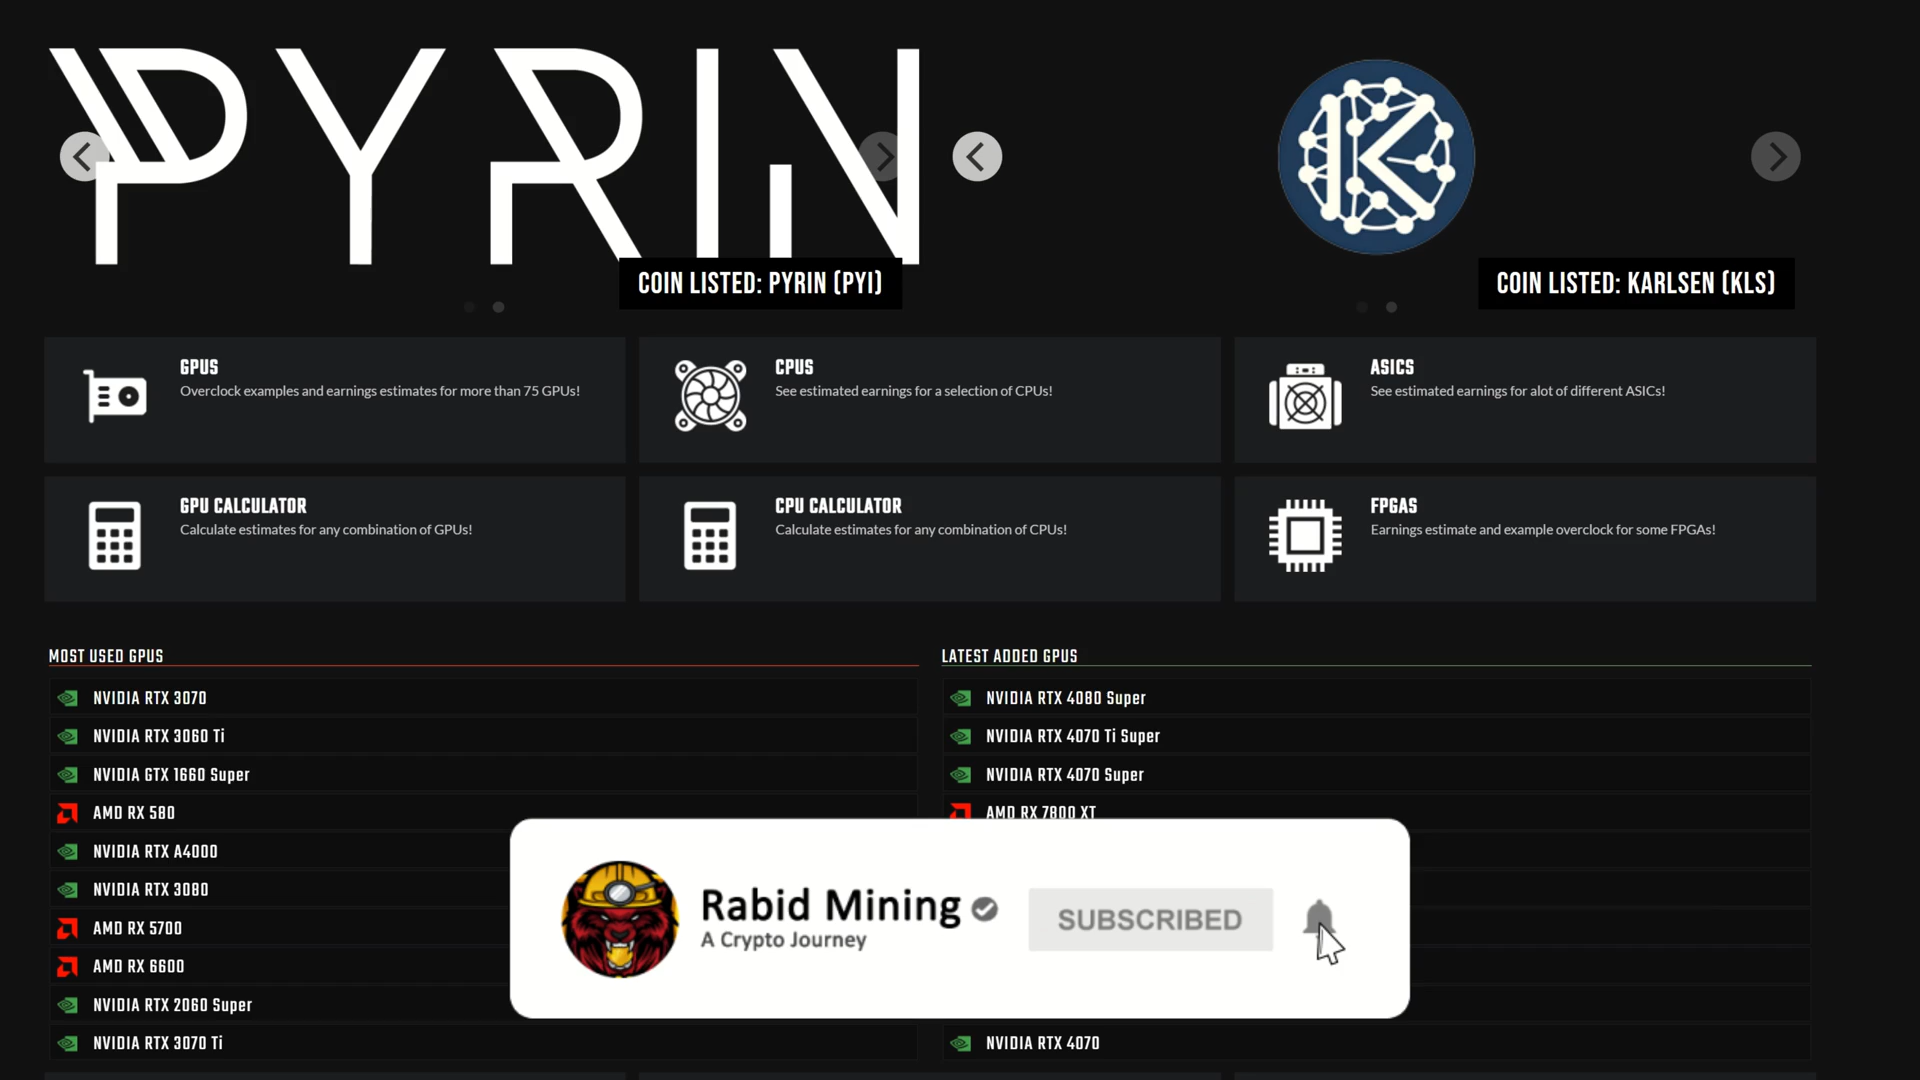 PYRIN
COIN LISTED: PYRIN (PYI)
COIN LISTED: KARLSEN (KLS)
GPUS
Overclock examples and earnings estimates for more than 75 GPUs!
CPUS
See estimated earnings for a selection of CPUs!
ASICS
See estimated earnings for alot of different ASICs!
GPU CALCULATOR
Calculate estimates for any combination of GPUs!
CPU CALCULATOR
Calculate estimates for any combination of CPUs!
FPGAS
Earnings estimate and example overclock for some FPGAs!
MOST USED GPUS
NVIDIA RTX 3070
NVIDIA RTX 3060 Ti
NVIDIA GTX 1660 Super
AMD RX 580
NVIDIA RTX A4000
NVIDIA RTX 3080
AMD RX 5700
AMD RX 6600
NVIDIA RTX 2060 Super
NVIDIA RTX 3070 Ti
LATEST ADDED GPUS
NVIDIA RTX 4080 Super
NVIDIA RTX 4070 Ti Super
NVIDIA RTX 4070 Super
AMD RX 7800 XT
NVIDIA RTX 4070
Rabid Mining
A Crypto Journey
SUBSCRIBED